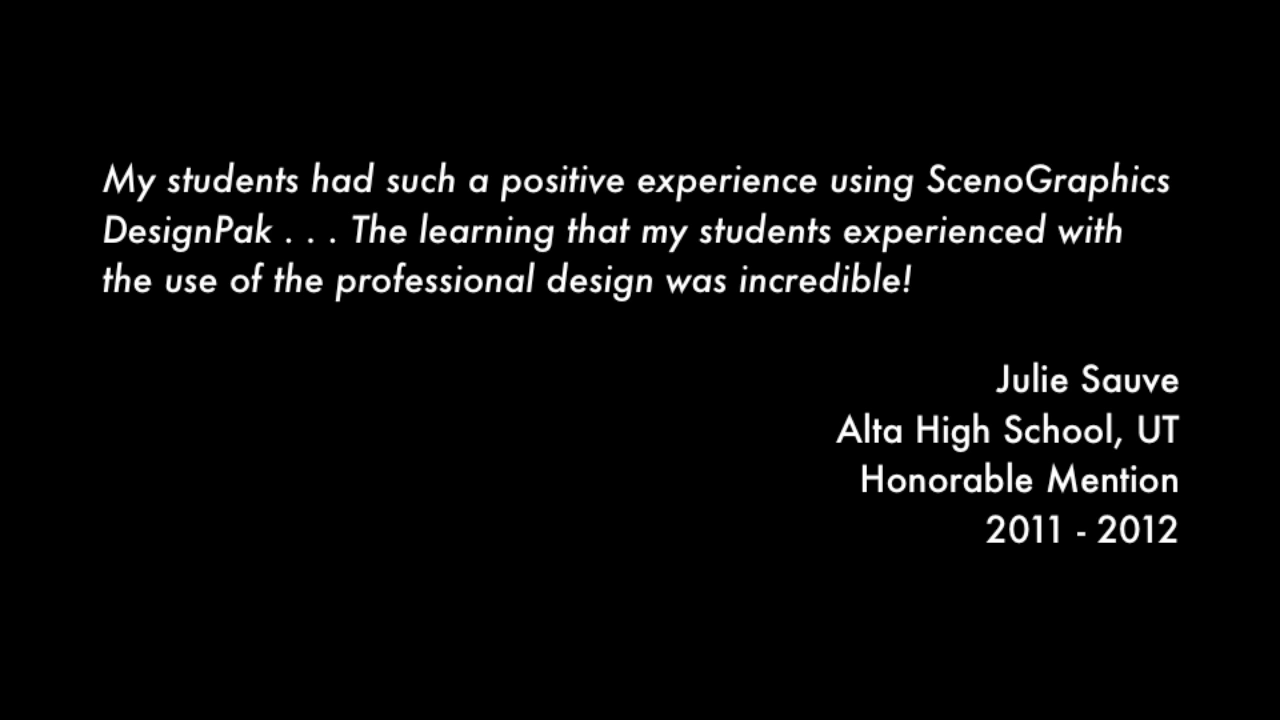 My students had such a positive experience using ScenoGraphics
DesignPak . . . The learning that my students experienced with
the use of the professional design was incredible!
Julie Sauve
Alta High School, UT
Honorable Mention
2011 - 2012